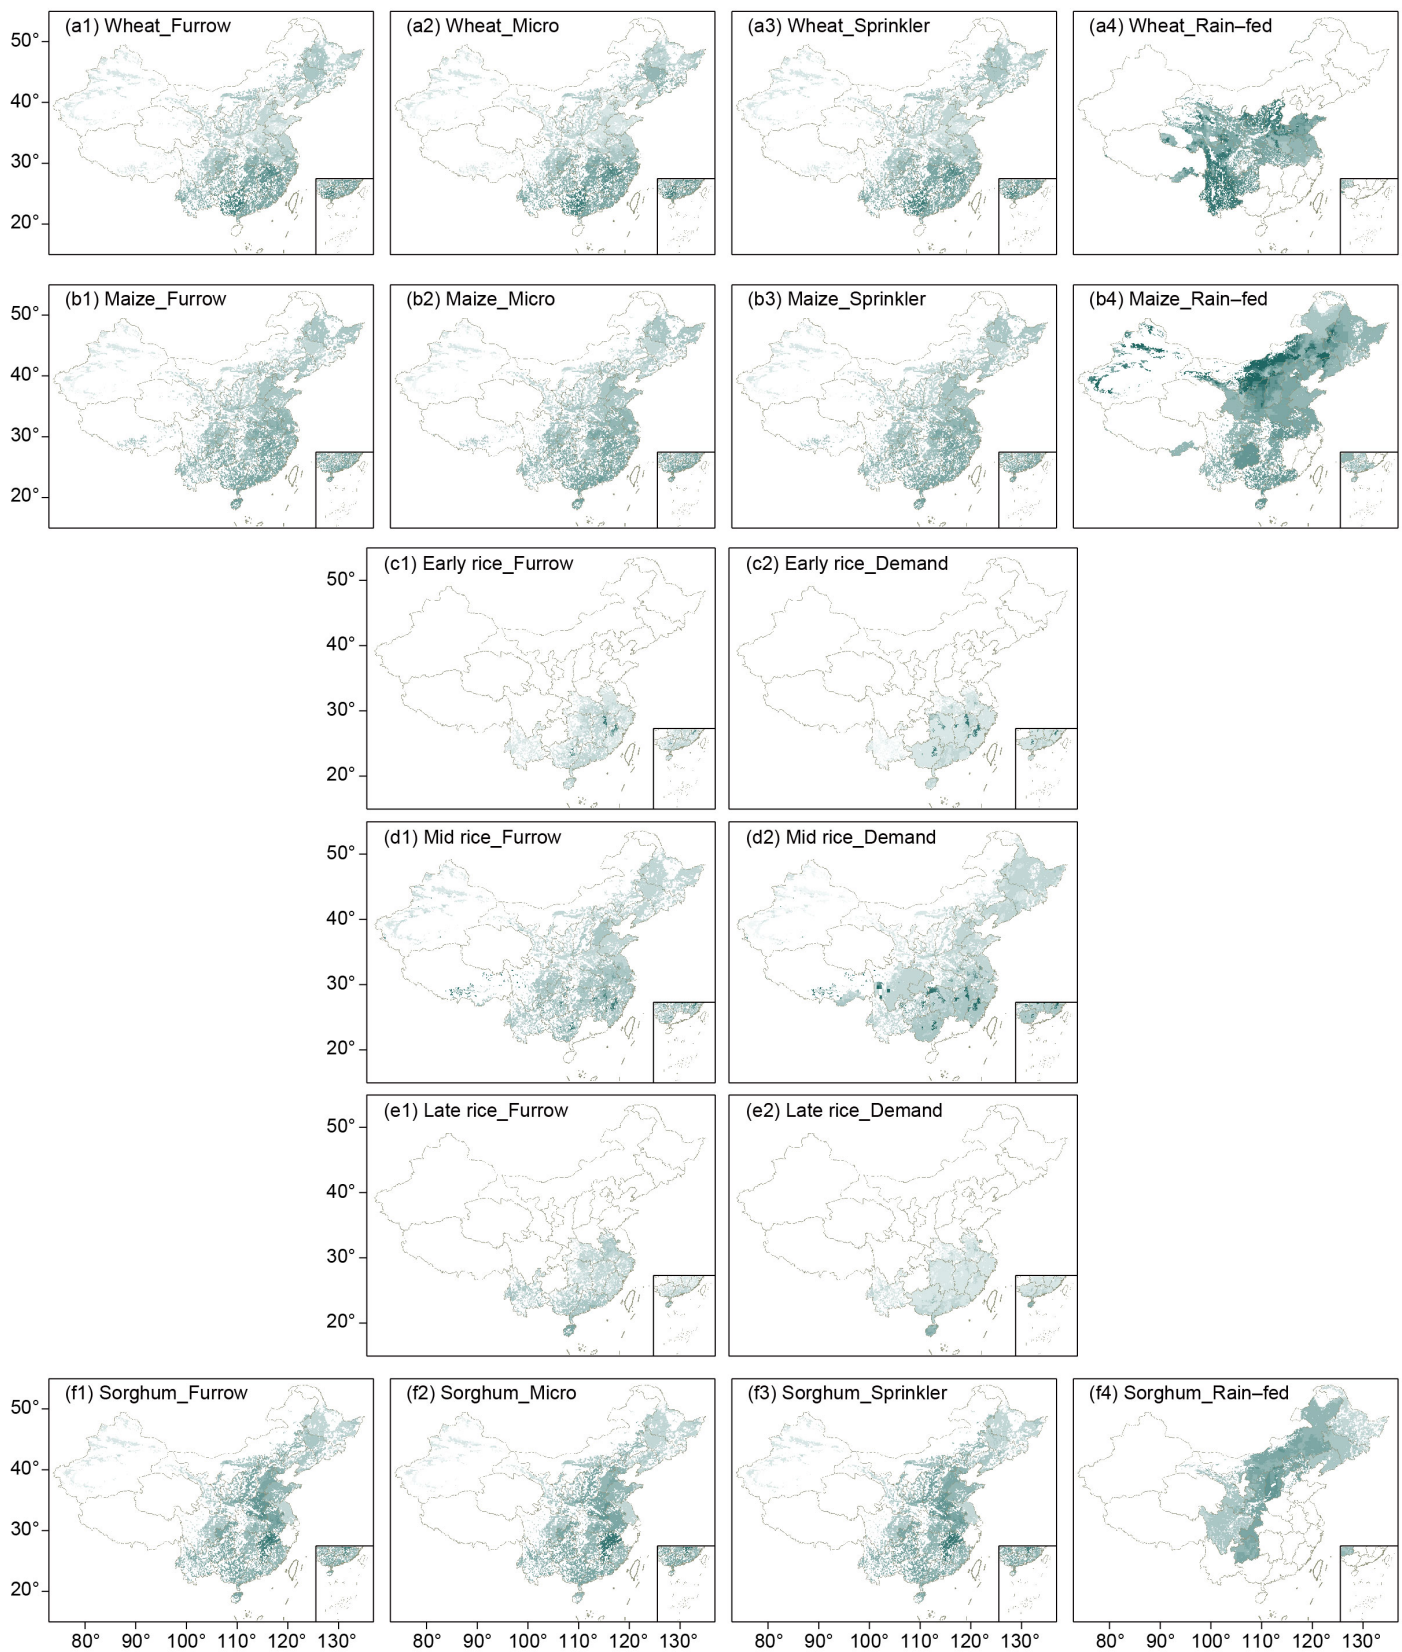 (a1) Wheat_Furrow
(a2) Wheat_Micro
(a3) Wheat_Sprinkler
(a4) Wheat_Rain–fed
50°
40°
30°
20°
(b1) Maize_Furrow
(b2) Maize_Micro
(b3) Maize_Sprinkler
(b4) Maize_Rain–fed
50°
40°
30°
20°
(c1) Early rice_Furrow
(c2) Early rice_Demand
50°
40°
30°
20°
(d1) Mid rice_Furrow
(d2) Mid rice_Demand
50°
40°
30°
20°
(e1) Late rice_Furrow
(e2) Late rice_Demand
50°
40°
30°
20°
(f1) Sorghum_Furrow
(f2) Sorghum_Micro
(f3) Sorghum_Sprinkler
(f4) Sorghum_Rain–fed
50°
40°
30°
20°
80° 90° 100° 110° 120° 130°
80° 90° 100° 110° 120° 130°
80° 90° 100° 110° 120° 130°
80° 90° 100° 110° 120° 130°